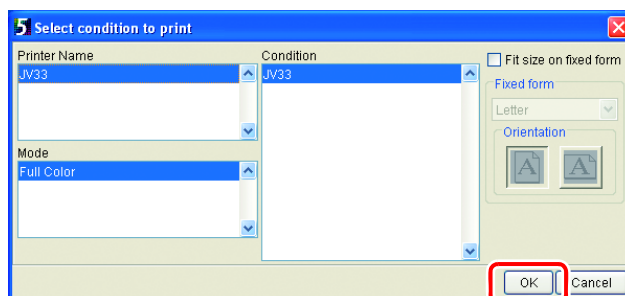 5 Select condition to print
Printer Name
JV33
Mode
Full Color
Condition
JV33
Fit size on fixed form
Fixed form
Letter
Orientation
A A
OK Cancel